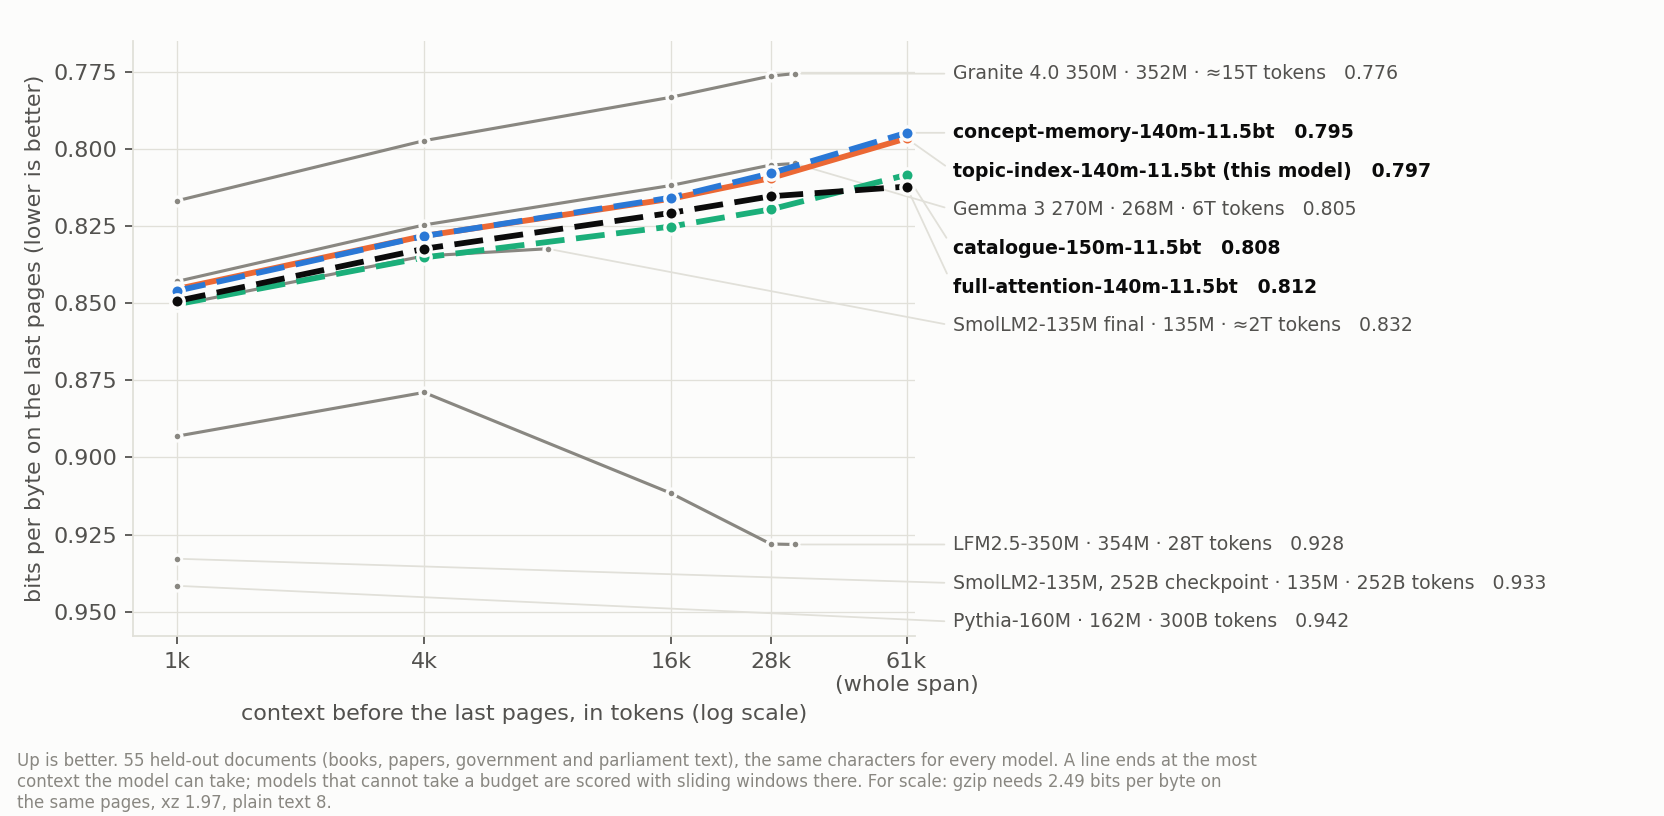 bits per byte on the last pages (lower is better)
0.775
0.800
0.825
0.850
0.875
0.900
0.925
0.950
Granite 4.0 350M · 352M · ≈15T tokens 0.776
concept-memory-140m-11.5bt 0.795
topic-index-140m-11.5bt (this model) 0.797
Gemma 3 270M · 268M · 6T tokens 0.805
catalogue-150m-11.5bt 0.808
full-attention-140m-11.5bt 0.812
SmolLM2-135M final · 135M · ≈2T tokens 0.832
LFM2.5-350M · 354M · 28T tokens 0.928
SmolLM2-135M, 252B checkpoint · 135M · 252B tokens 0.933
Pythia-160M · 162M · 300B tokens 0.942
1k 4k 16k 28k 61k
(whole span)
context before the last pages, in tokens (log scale)
Up is better. 55 held-out documents (books, papers, government and parliament text), the same characters for every model. A line ends at the most
context the model can take; models that cannot take a budget are scored with sliding windows there. For scale: gzip needs 2.49 bits per byte on
the same pages, xz 1.97, plain text 8.